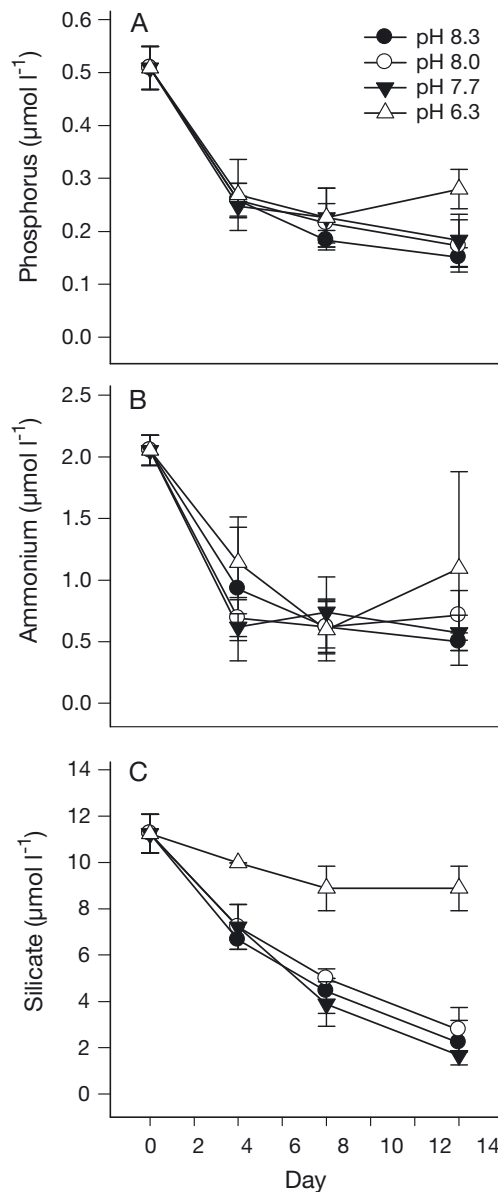 A
pH 8.3
pH 8.0
pH 7.7
pH 6.3
Phosphorus (µmol l⁻¹)
0.6
0.5
0.4
0.3
0.2
0.1
0.0
B
Ammonium (µmol l⁻¹)
2.5
2.0
1.5
1.0
0.5
0.0
C
Silicate (µmol l⁻¹)
14
12
10
8
6
4
2
0
0 2 4 6 8 10 12 14
Day